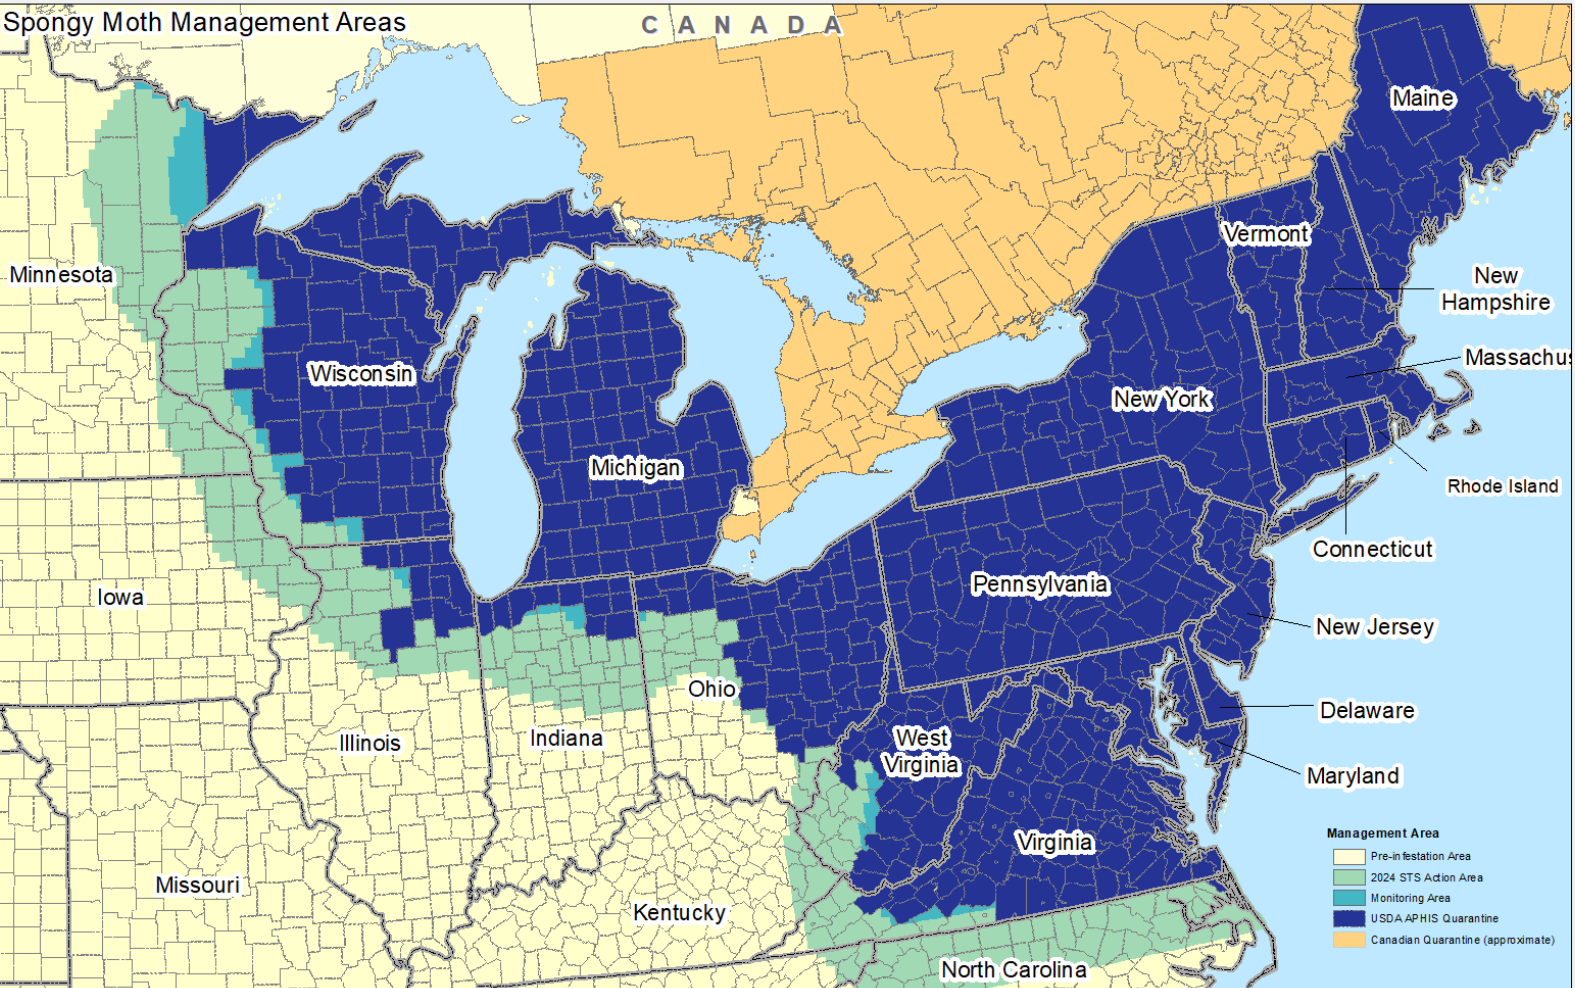 Spongy Moth Management Areas
C A N A D A
Maine
Vermont
Minnesota
New
Hampshire
Massachus
Wisconsin
New York
Michigan
Rhode Island
Connecticut
Pennsylvania
Iowa
New Jersey
Ohio
Delaware
West
Virginia
Illinois
Indiana
Maryland
Virginia
Missouri
Kentucky
North Carolina
Management Area
Pre-infestation Area
2024 STS Action Area
Monitoring Area
USDA APHIS Quarantine
Canadian Quarantine (approximate)